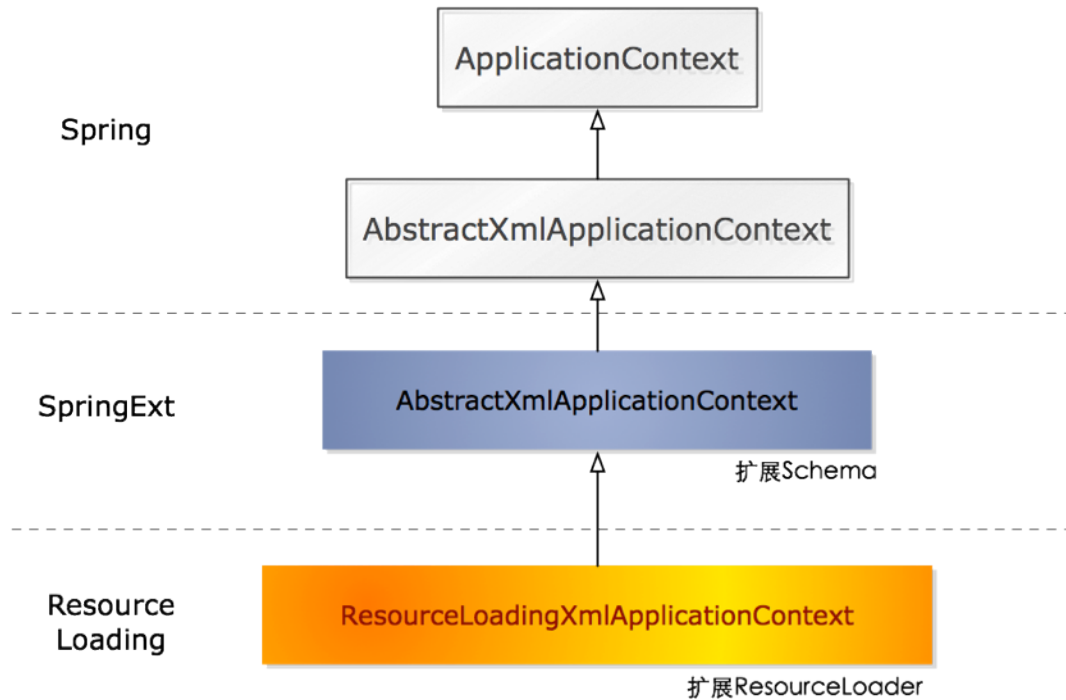 ApplicationContext
Spring
AbstractXmlApplicationContext
SpringExt
AbstractXmlApplicationContext
扩展Schema
Resource
Loading
ResourceLoadingXmlApplicationContext
扩展ResourceLoader